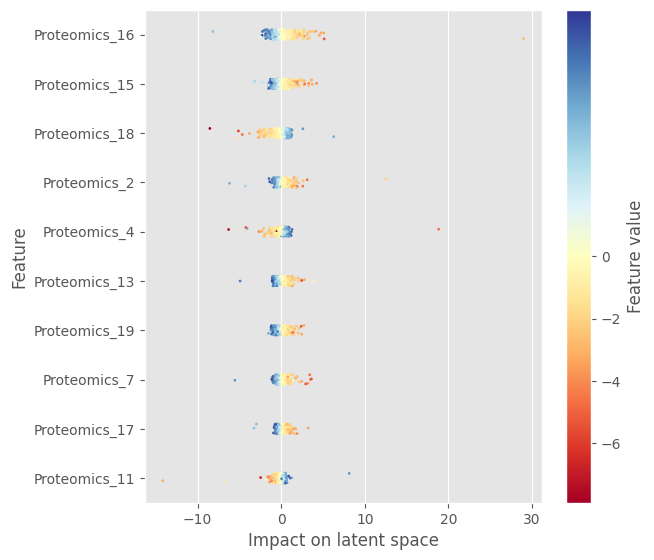 Proteomics_16
Proteomics_15
Proteomics_18
Proteomics_2
Proteomics_4
Proteomics_13
Proteomics_19
Proteomics_7
Proteomics_17
Proteomics_11
Feature
−10
0
10
20
30
Impact on latent space
0
−2
−4
−6
Feature value